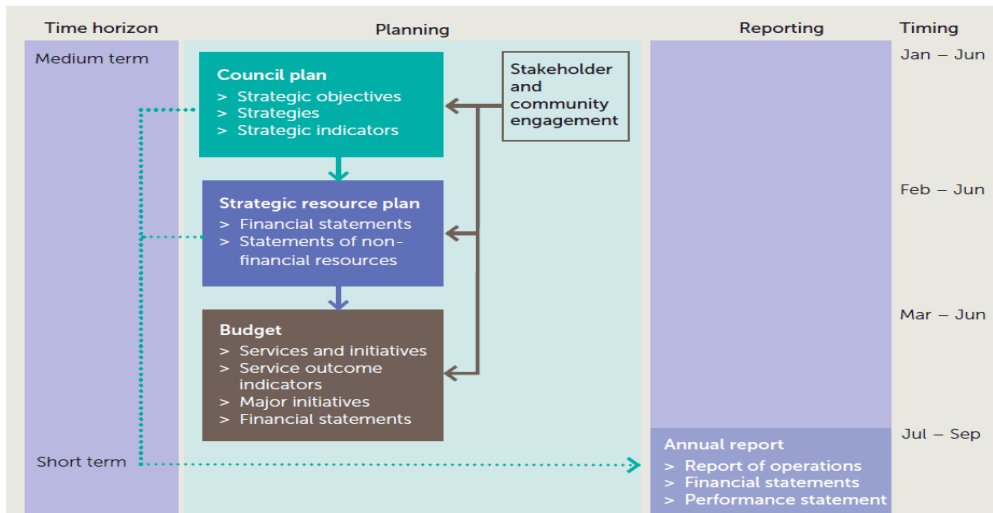 Time horizon
Planning
Reporting
Timing
Medium term
Jan – Jun
Council plan
> Strategic objectives
> Strategies
> Strategic indicators
Stakeholder
and
community
engagement
Strategic resource plan
> Financial statements
> Statements of non-
financial resources
Feb – Jun
Budget
> Services and initiatives
> Service outcome
indicators
> Major initiatives
> Financial statements
Mar – Jun
Short term
Annual report
> Report of operations
> Financial statements
> Performance statement
Jul – Sep